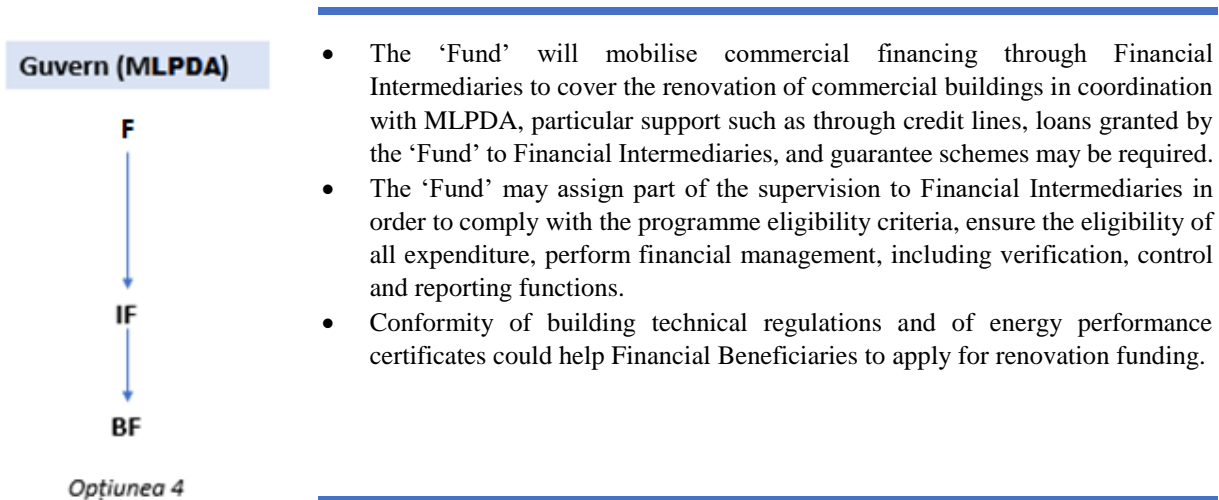 Guvern (MLPDA)
F
IF
BF
Opțiunea 4
• The ‘Fund’ will mobilise commercial financing through Financial
Intermediaries to cover the renovation of commercial buildings in coordination
with MLPDA, particular support such as through credit lines, loans granted by
the ‘Fund’ to Financial Intermediaries, and guarantee schemes may be required.
• The ‘Fund’ may assign part of the supervision to Financial Intermediaries in
order to comply with the programme eligibility criteria, ensure the eligibility of
all expenditure, perform financial management, including verification, control
and reporting functions.
• Conformity of building technical regulations and of energy performance
certificates could help Financial Beneficiaries to apply for renovation funding.